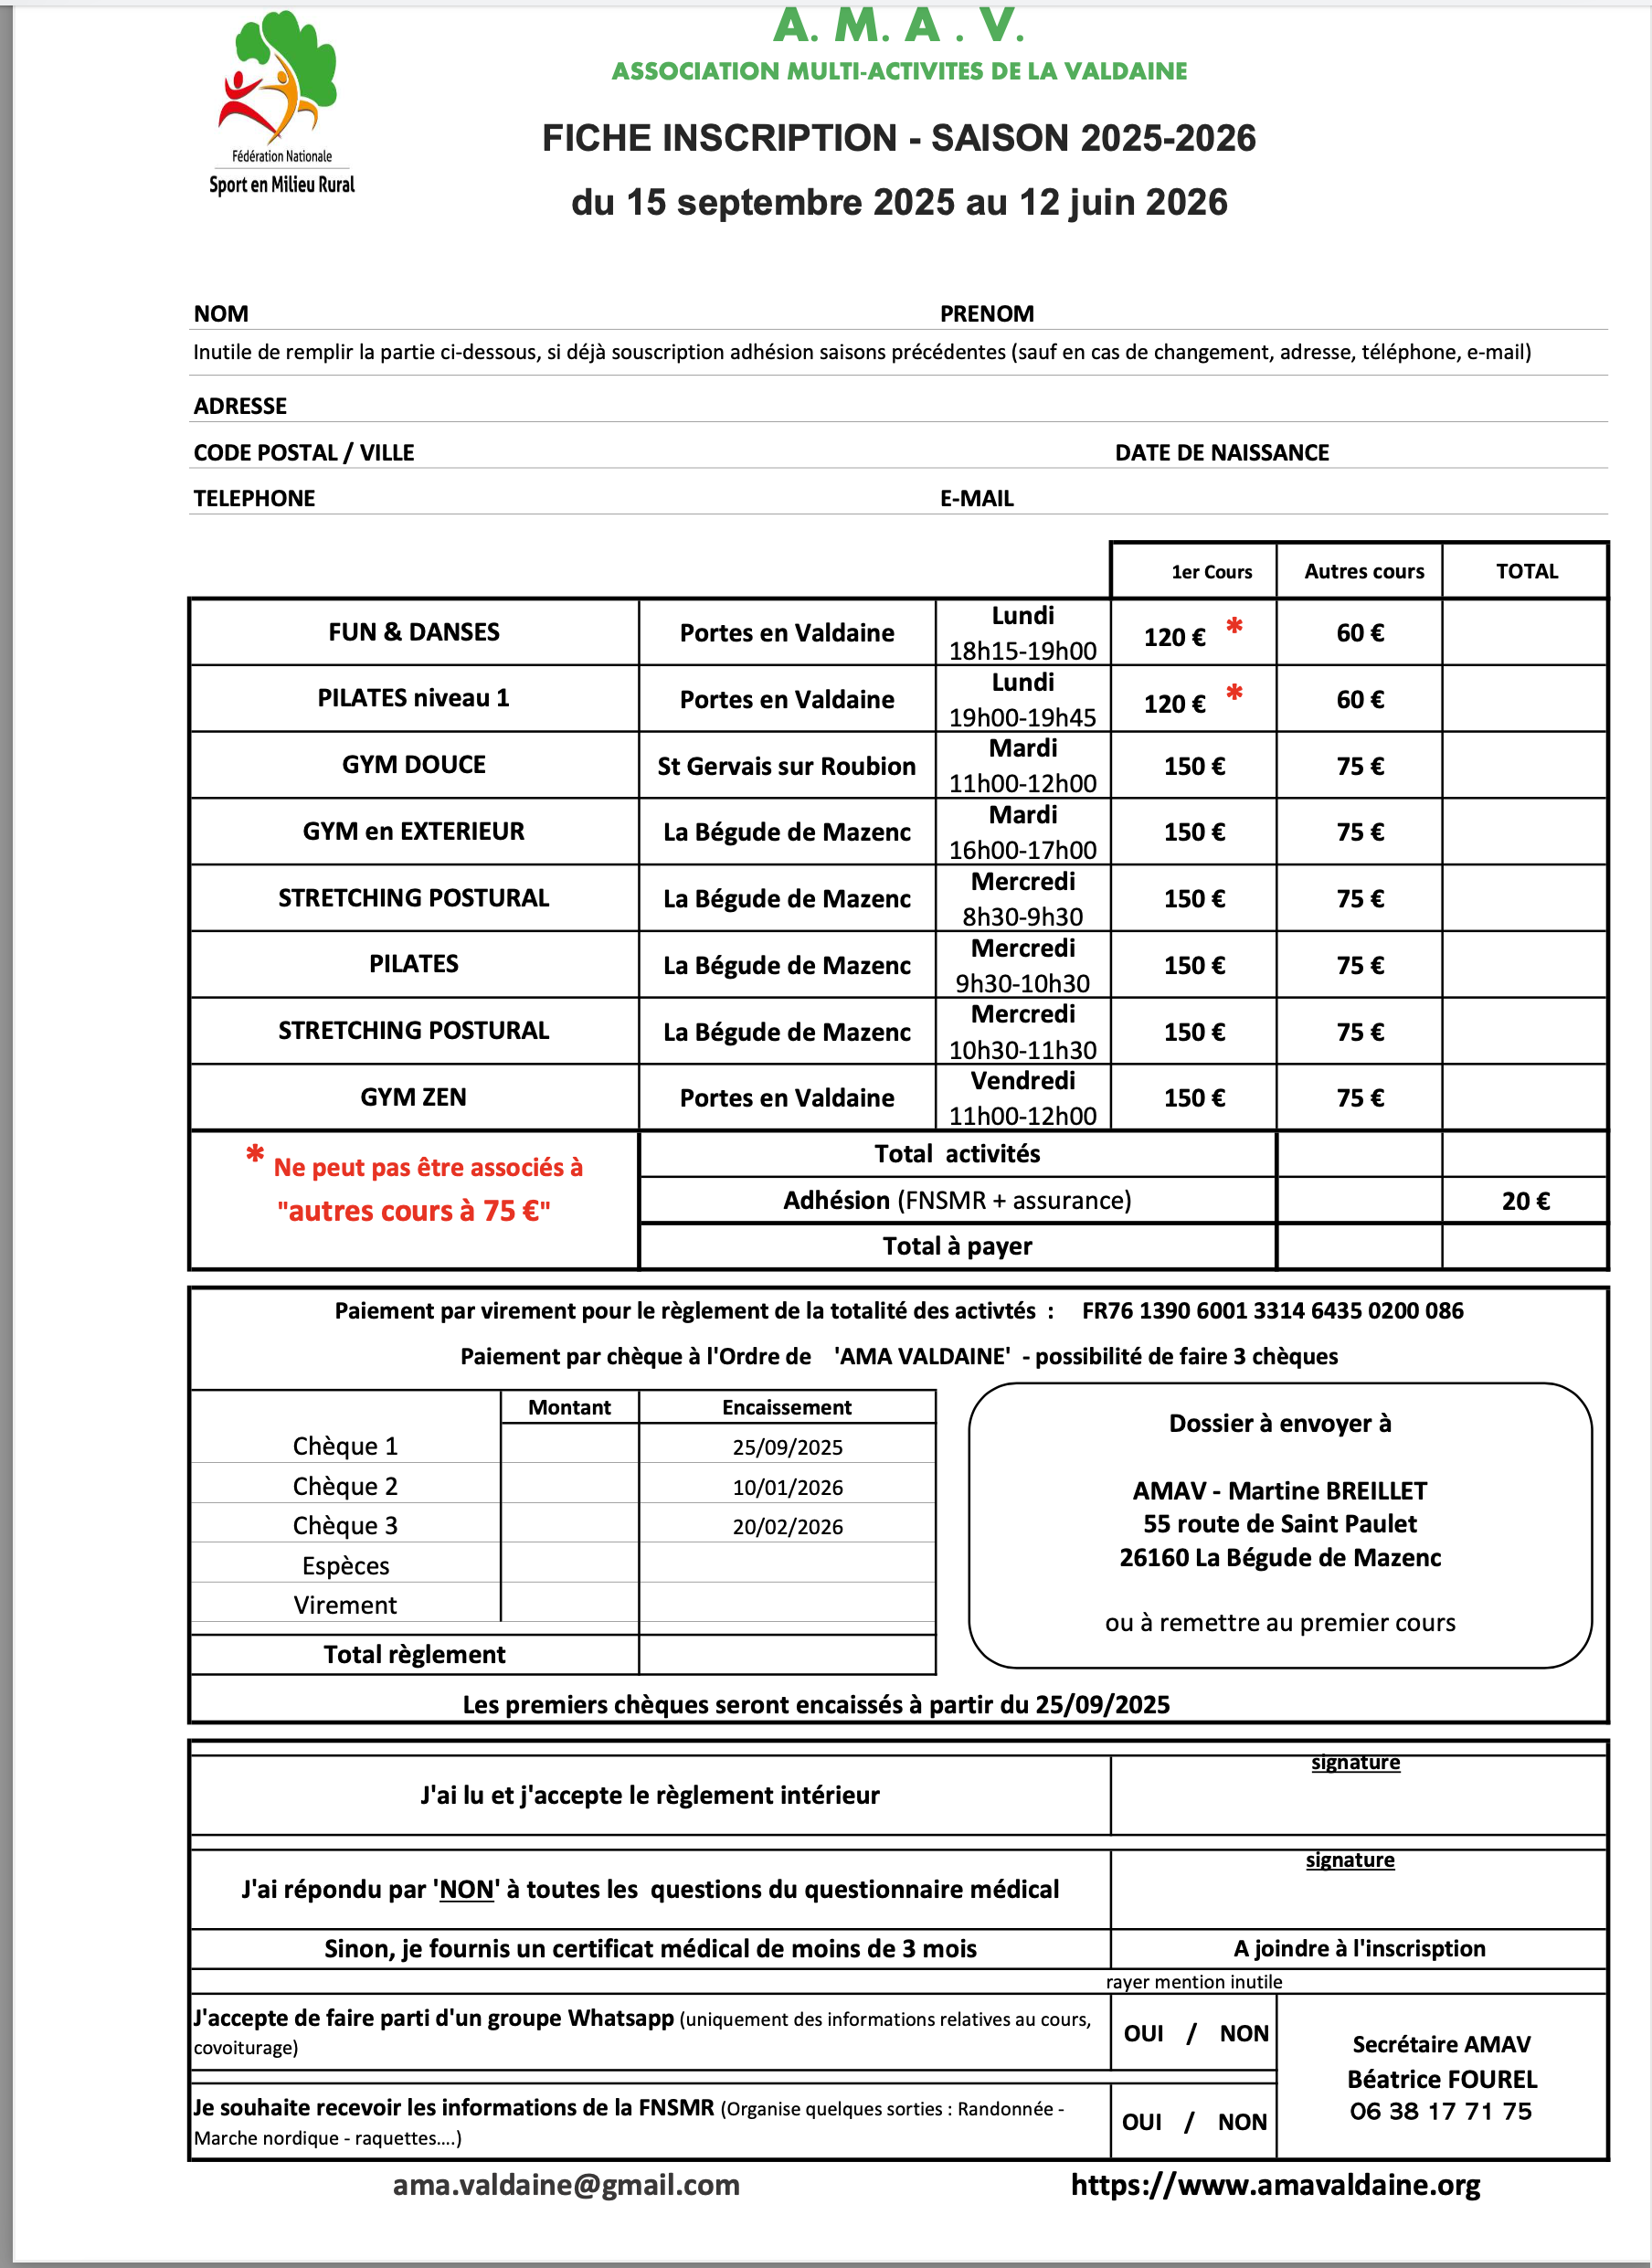 A. M. A . V.
ASSOCIATION MULTI-ACTIVITES DE LA VALDAINE
Fédération Nationale
Sport en Milieu Rural
FICHE INSCRIPTION - SAISON 2025-2026
du 15 septembre 2025 au 12 juin 2026
NOM PRENOM
Inutile de remplir la partie ci-dessous, si déjà souscription adhésion saisons précédentes (sauf en cas de changement, adresse, téléphone, e-mail)
ADRESSE
CODE POSTAL / VILLE DATE DE NAISSANCE
TELEPHONE E-MAIL
1er Cours Autres cours TOTAL
FUN & DANSES Portes en Valdaine Lundi 18h15-19h00 120 € * 60 €
PILATES niveau 1 Portes en Valdaine Lundi 19h00-19h45 120 € * 60 €
GYM DOUCE St Gervais sur Roubion Mardi 11h00-12h00 150 € 75 €
GYM en EXTERIEUR La Bégude de Mazenc Mardi 16h00-17h00 150 € 75 €
STRETCHING POSTURAL La Bégude de Mazenc Mercredi 8h30-9h30 150 € 75 €
PILATES La Bégude de Mazenc Mercredi 9h30-10h30 150 € 75 €
STRETCHING POSTURAL La Bégude de Mazenc Mercredi 10h30-11h30 150 € 75 €
GYM ZEN Portes en Valdaine Vendredi 11h00-12h00 150 € 75 €
* Ne peut pas être associés à
"autres cours à 75 €"
Total activités
Adhésion (FNSMR + assurance) 20 €
Total à payer
Paiement par virement pour le règlement de la totalité des activtés : FR76 1390 6001 3314 6435 0200 086
Paiement par chèque à l'Ordre de 'AMA VALDAINE' - possibilité de faire 3 chèques
Montant Encaissement
Chèque 1 25/09/2025
Chèque 2 10/01/2026
Chèque 3 20/02/2026
Espèces
Virement
Total règlement
Dossier à envoyer à
AMAV - Martine BREILLET
55 route de Saint Paulet
26160 La Bégude de Mazenc
ou à remettre au premier cours
Les premiers chèques seront encaissés à partir du 25/09/2025
J'ai lu et j'accepte le règlement intérieur signature
J'ai répondu par 'NON' à toutes les questions du questionnaire médical signature
Sinon, je fournis un certificat médical de moins de 3 mois A joindre à l'inscrisption
rayer mention inutile
J'accepte de faire parti d'un groupe Whatsapp (uniquement des informations relatives au cours,
covoiturage)
OUI / NON
Je souhaite recevoir les informations de la FNSMR (Organise quelques sorties : Randonnée -
Marche nordique - raquettes....)
OUI / NON
Secrétaire AMAV
Béatrice FOUREL
06 38 17 71 75
ama.valdaine@gmail.com https://www.amavaldaine.org